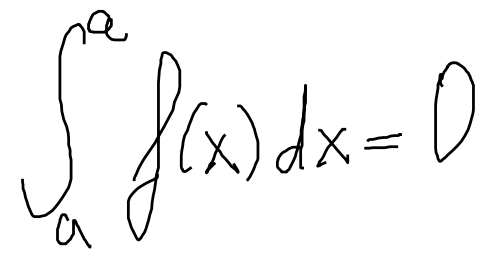 ∫ₐᵃ f(x) dx = 0